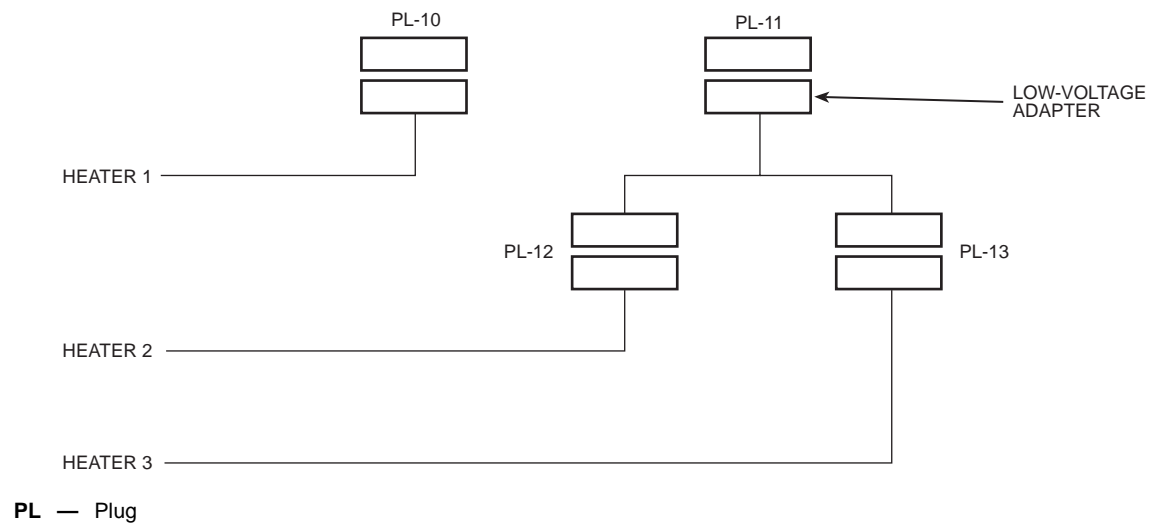 PL-10
PL-11
LOW-VOLTAGE
ADAPTER
HEATER 1
PL-12
PL-13
HEATER 2
HEATER 3
PL — Plug